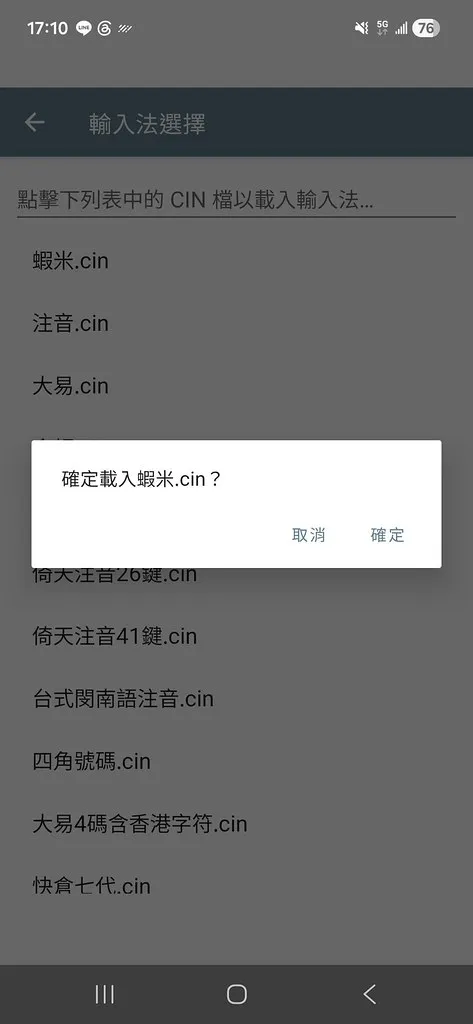 17:10
LINE
5G
76
輸入法選擇
點擊下列表中的 CIN 檔以載入輸入法...
蝦米.cin
注音.cin
大易.cin
確定載入蝦米.cin？
取消
確定
倚天注音26鍵.cin
倚天注音41鍵.cin
台式閔南語注音.cin
四角號碼.cin
大易4碼含香港字符.cin
快倉七代.cin